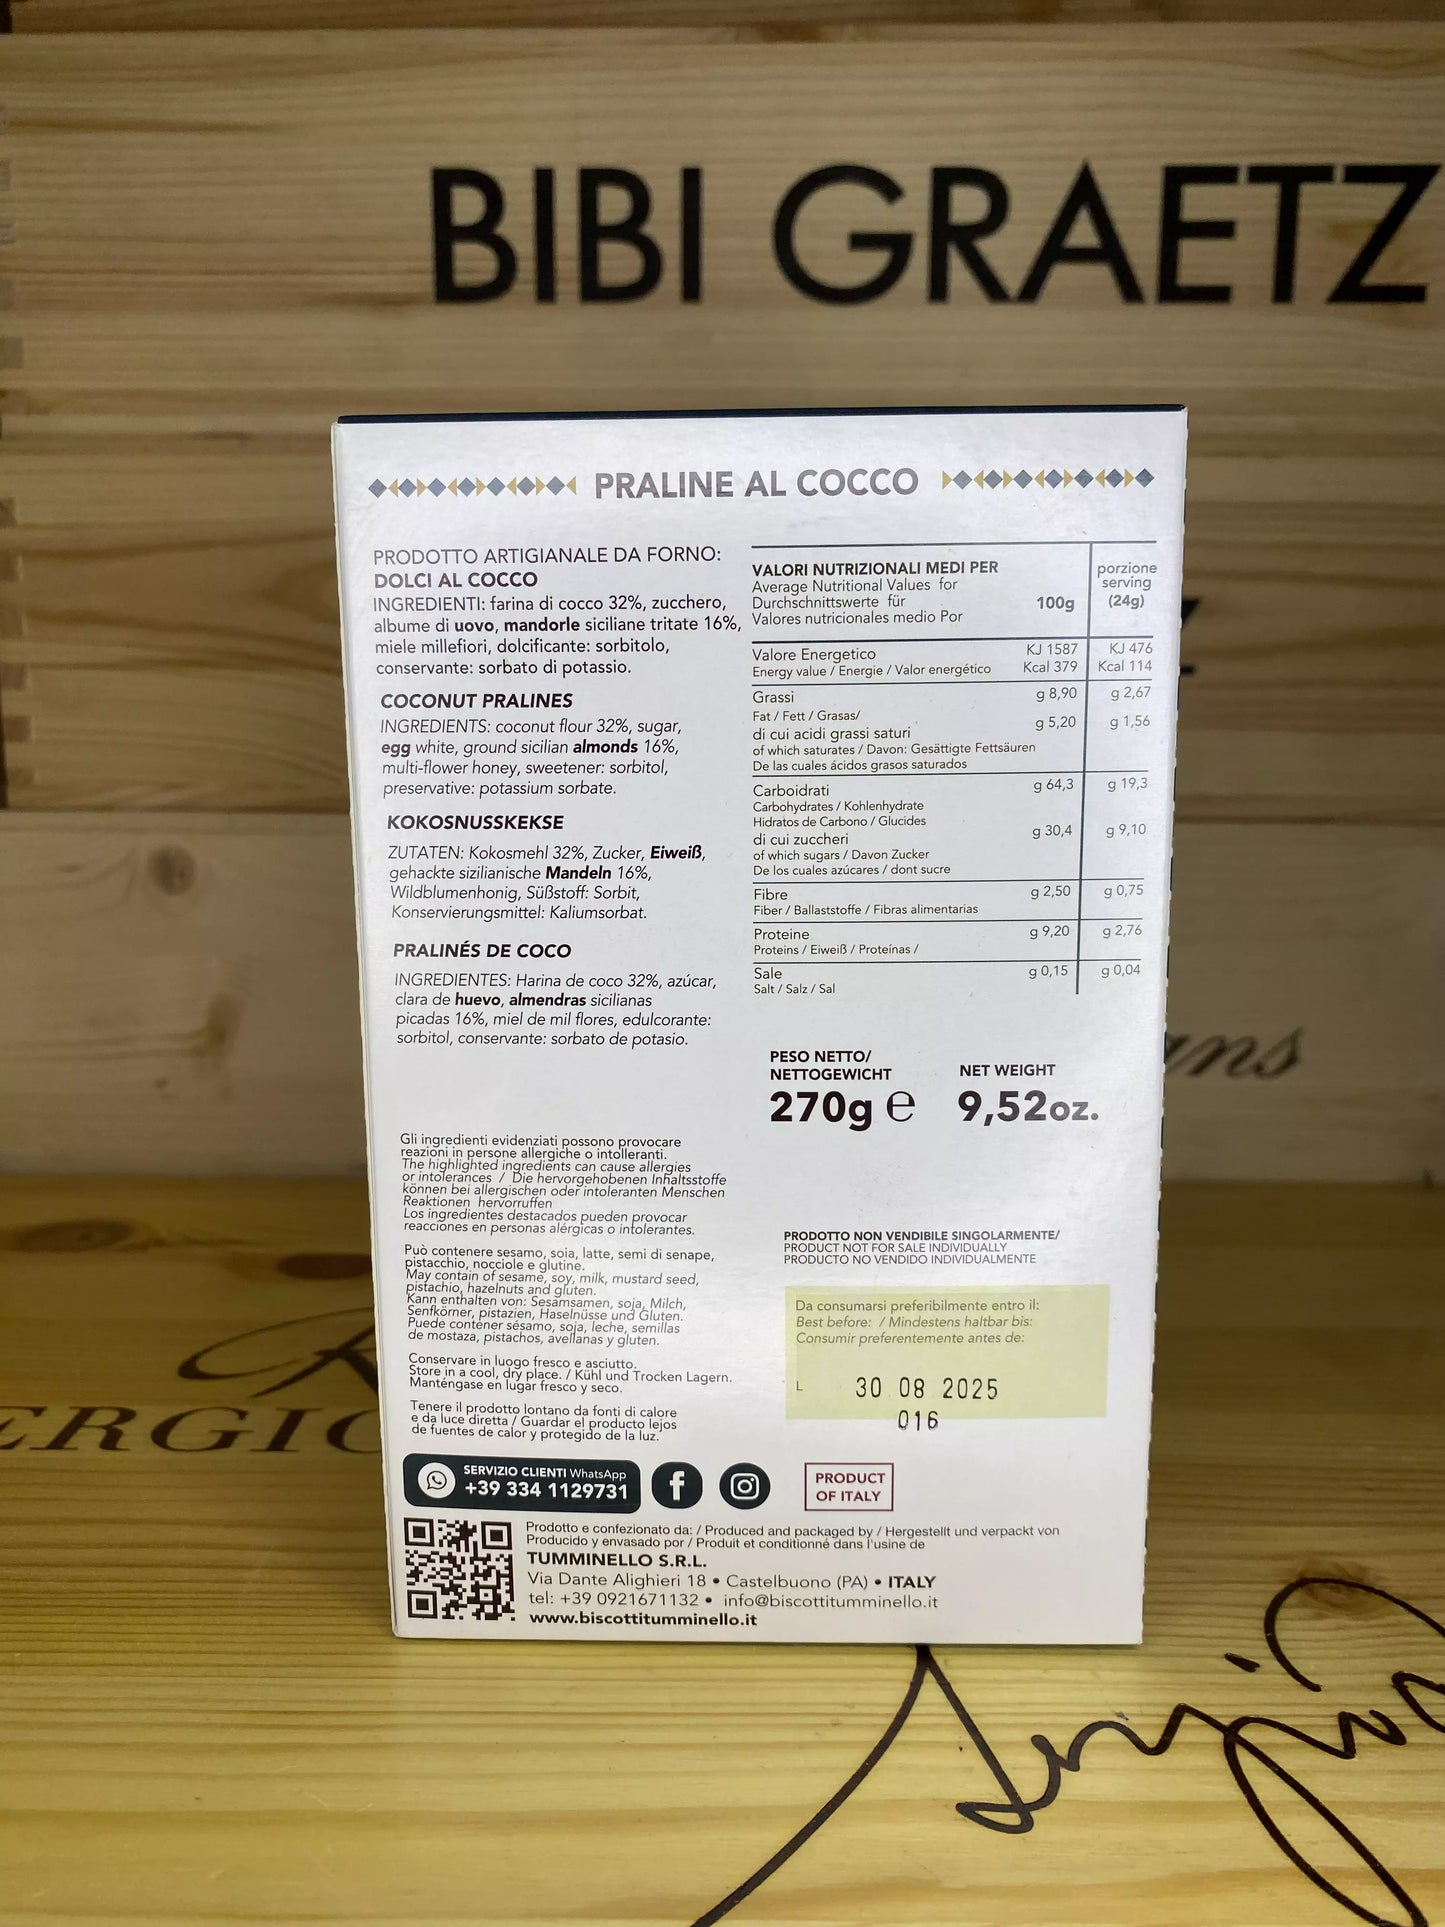 BIBI GRAETZ
PRALINE AL COCCO
PRODOTTO ARTIGIANALE DA FORNO:
DOLCI AL COCCO
INGREDIENTI: farina di cocco 32%, zucchero,
albume di uovo, mandorle siciliane tritate 16%,
miele millefiori, dolcificante: sorbitolo,
conservante: sorbato di potassio.
COCONUT PRALINES
INGREDIENTS: coconut flour 32%, sugar,
egg white, ground sicilian almonds 16%,
multi-flower honey, sweetener: sorbitol,
preservative: potassium sorbate.
KOKOSNUSSKEKSE
ZUTATEN: Kokosmehl 32%, Zucker, Eiweiß,
gehackte sizilianische Mandeln 16%,
Wildblumenhonig, Süßstoff: Sorbit,
Konservierungsmittel: Kaliumsorbat.
PRALINÉS DE COCO
INGREDIENTES: Harina de coco 32%, azúcar,
clara de huevo, almendras sicilianas
picadas 16%, miel de mil flores, edulcorante:
sorbitol, conservante: sorbato de potasio.
Gli ingredienti evidenziati possono provocare
reazioni in persone allergiche o intolleranti.
The highlighted ingredients can cause allergies
or intolerances / Die hervorgehobenen Inhaltsstoffe
können bei allergischen oder intoleranten Menschen
Reaktionen hervorruffen
Los ingredientes destacados pueden provocar
reacciones en personas alérgicas o intolerantes.
Può contenere sesamo, soia, latte, semi di senape,
pistacchio, nocciole e glutine.
May contain of sesame, soy, milk, mustard seed,
pistachio, hazelnuts and gluten.
Kann enthalten von: Sesamsamen, soja, Milch,
Senfkörner, pistazien, Haselnüsse und Gluten.
Puede contener sésamo, soja, leche, semillas
de mostaza, pistachos, avellanas y gluten.
Conservare in luogo fresco e asciutto.
Store in a cool, dry place. / Kühl und Trocken Lagern.
Manténgase en lugar fresco y seco.
Tenere il prodotto lontano da fonti di calore
e da luce diretta / Guardar el producto lejos
de fuentes de calor y protegido de la luz.
VALORI NUTRIZIONALI MEDI PER
Average Nutritional Values for
Durchschnittswerte für
Valores nutricionales medio Por
100g
porzione
serving
(24g)
Valore Energetico KJ 1587 KJ 476
Energy value / Energie / Valor energético Kcal 379 Kcal 114
Grassi g 8,90 g 2,67
Fat / Fett / Grasas/
di cui acidi grassi saturi g 5,20 g 1,56
of which saturates / Davon: Gesättigte Fettsäuren
De las cuales ácidos grasos saturados
Carboidrati g 64,3 g 19,3
Carbohydrates / Kohlenhydrate
Hidratos de Carbono / Glucides
di cui zuccheri g 30,4 g 9,10
of which sugars / Davon Zucker
De los cuales azúcares / dont sucre
Fibre g 2,50 g 0,75
Fiber / Ballaststoffe / Fibras alimentarias
Proteine g 9,20 g 2,76
Proteins / Eiweiß / Proteínas /
Sale g 0,15 g 0,04
Salt / Salz / Sal
PESO NETTO/
NETTOGEWICHT
270g e
NET WEIGHT
9,52oz.
PRODOTTO NON VENDIBILE SINGOLARMENTE/
PRODUCT NOT FOR SALE INDIVIDUALLY
PRODUCTO NO VENDIDO INDIVIDUALMENTE
Da consumarsi preferibilmente entro il:
Best before: / Mindestens haltbar bis:
Consumir preferentemente antes de:
L 30 08 2025
016
SERVIZIO CLIENTI WhatsApp
+39 334 1129731
PRODUCT
OF ITALY
Prodotto e confezionato da: / Produced and packaged by / Hergestellt und verpackt von
Producido y envasado por / Produit et conditionné dans l'usine de
TUMMINELLO S.R.L.
Via Dante Alighieri 18 • Castelbuono (PA) • ITALY
tel: +39 0921671132 • info@biscottitumminello.it
www.biscottitumminello.it